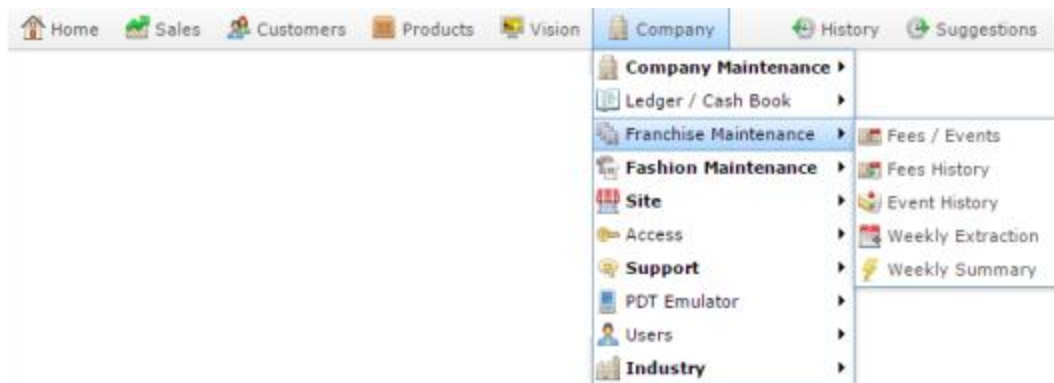 Home Sales Customers Products Vision Company History Suggestions
Company Maintenance
Ledger / Cash Book
Franchise Maintenance
Fashion Maintenance
Site
Access
Support
PDT Emulator
Users
Industry
Fees / Events
Fees History
Event History
Weekly Extraction
Weekly Summary